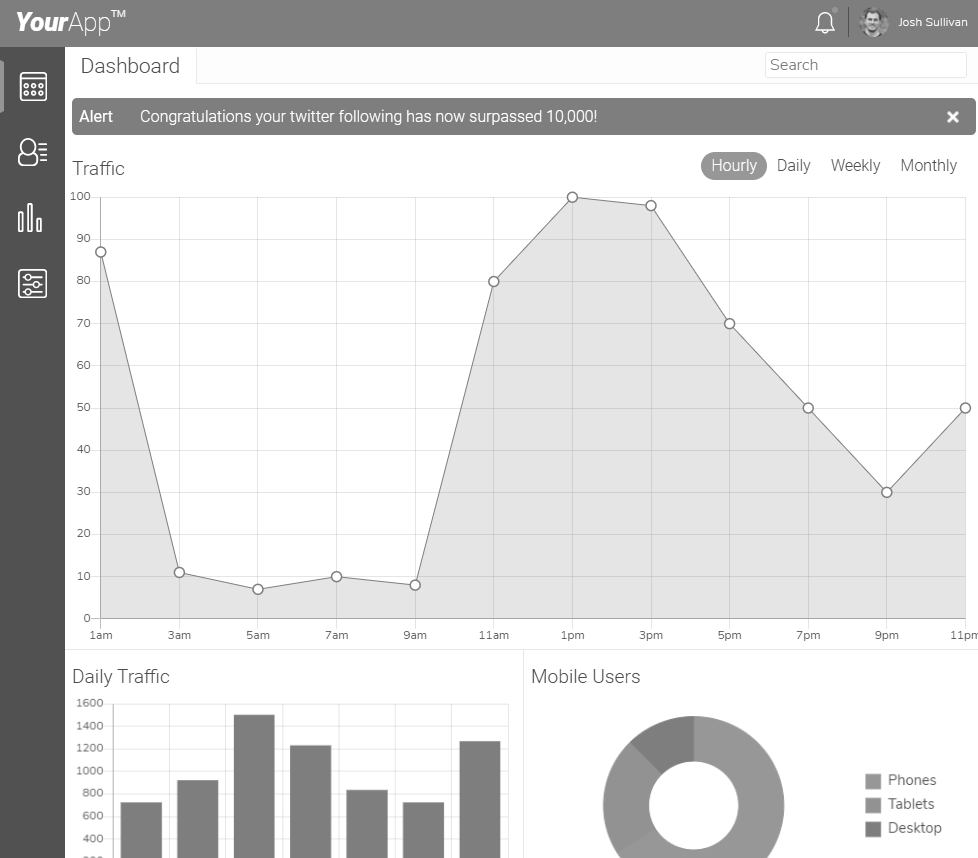 YourApp™
Josh Sullivan
Dashboard
Search
Alert Congratulations your twitter following has now surpassed 10,000!
Traffic
Hourly Daily Weekly Monthly
100
90
80
70
60
50
40
30
20
10
0
1am 3am 5am 7am 9am 11am 1pm 3pm 5pm 7pm 9pm 11pm
Daily Traffic
1600
1400
1200
1000
800
600
400
Mobile Users
Phones
Tablets
Desktop